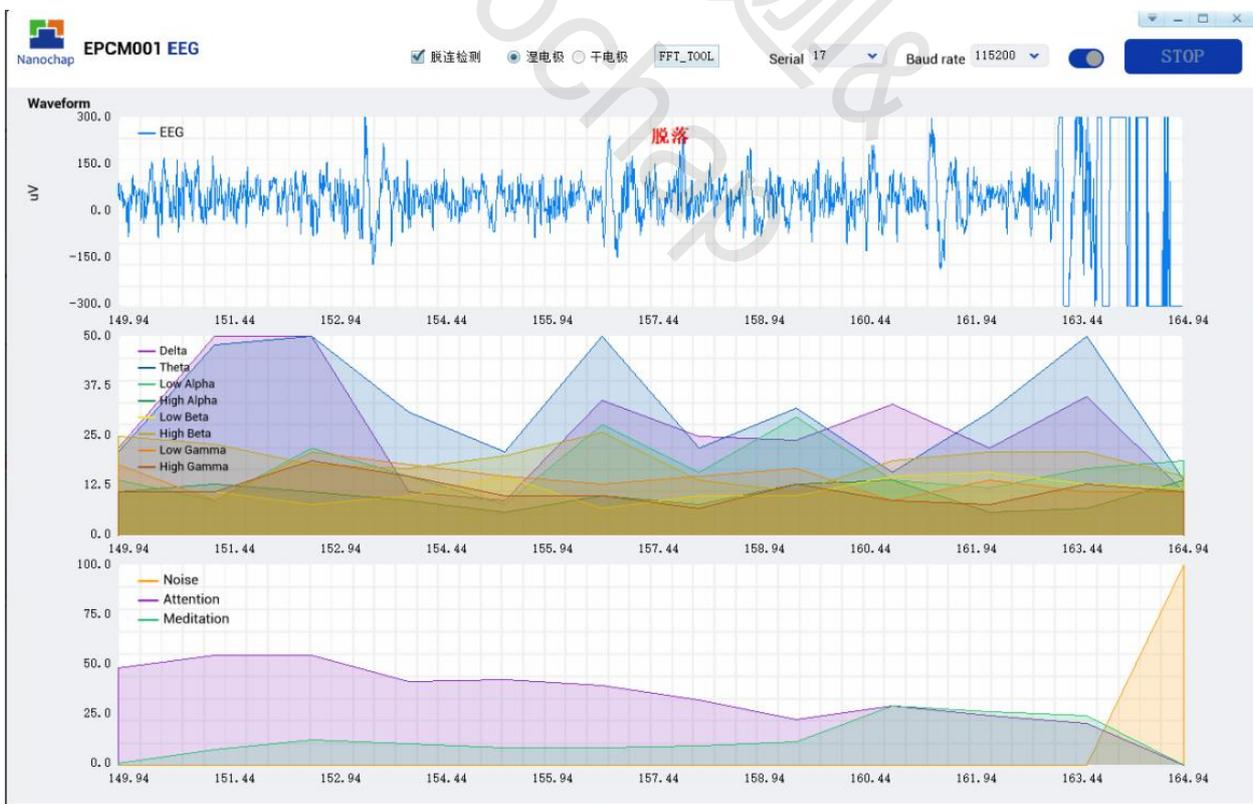 Nanochap
EPCM001 EEG
脱连检测
湿电极
干电极
FFT_TOOL
Serial 17
Baud rate 115200
STOP
Waveform
uV
300.0
150.0
0.0
-150.0
-300.0
EEG
脱落
149.94 151.44 152.94 154.44 155.94 157.44 158.94 160.44 161.94 163.44 164.94
50.0
37.5
25.0
12.5
0.0
Delta
Theta
Low Alpha
High Alpha
Low Beta
High Beta
Low Gamma
High Gamma
149.94 151.44 152.94 154.44 155.94 157.44 158.94 160.44 161.94 163.44 164.94
100.0
75.0
50.0
25.0
0.0
Noise
Attention
Meditation
149.94 151.44 152.94 154.44 155.94 157.44 158.94 160.44 161.94 163.44 164.94